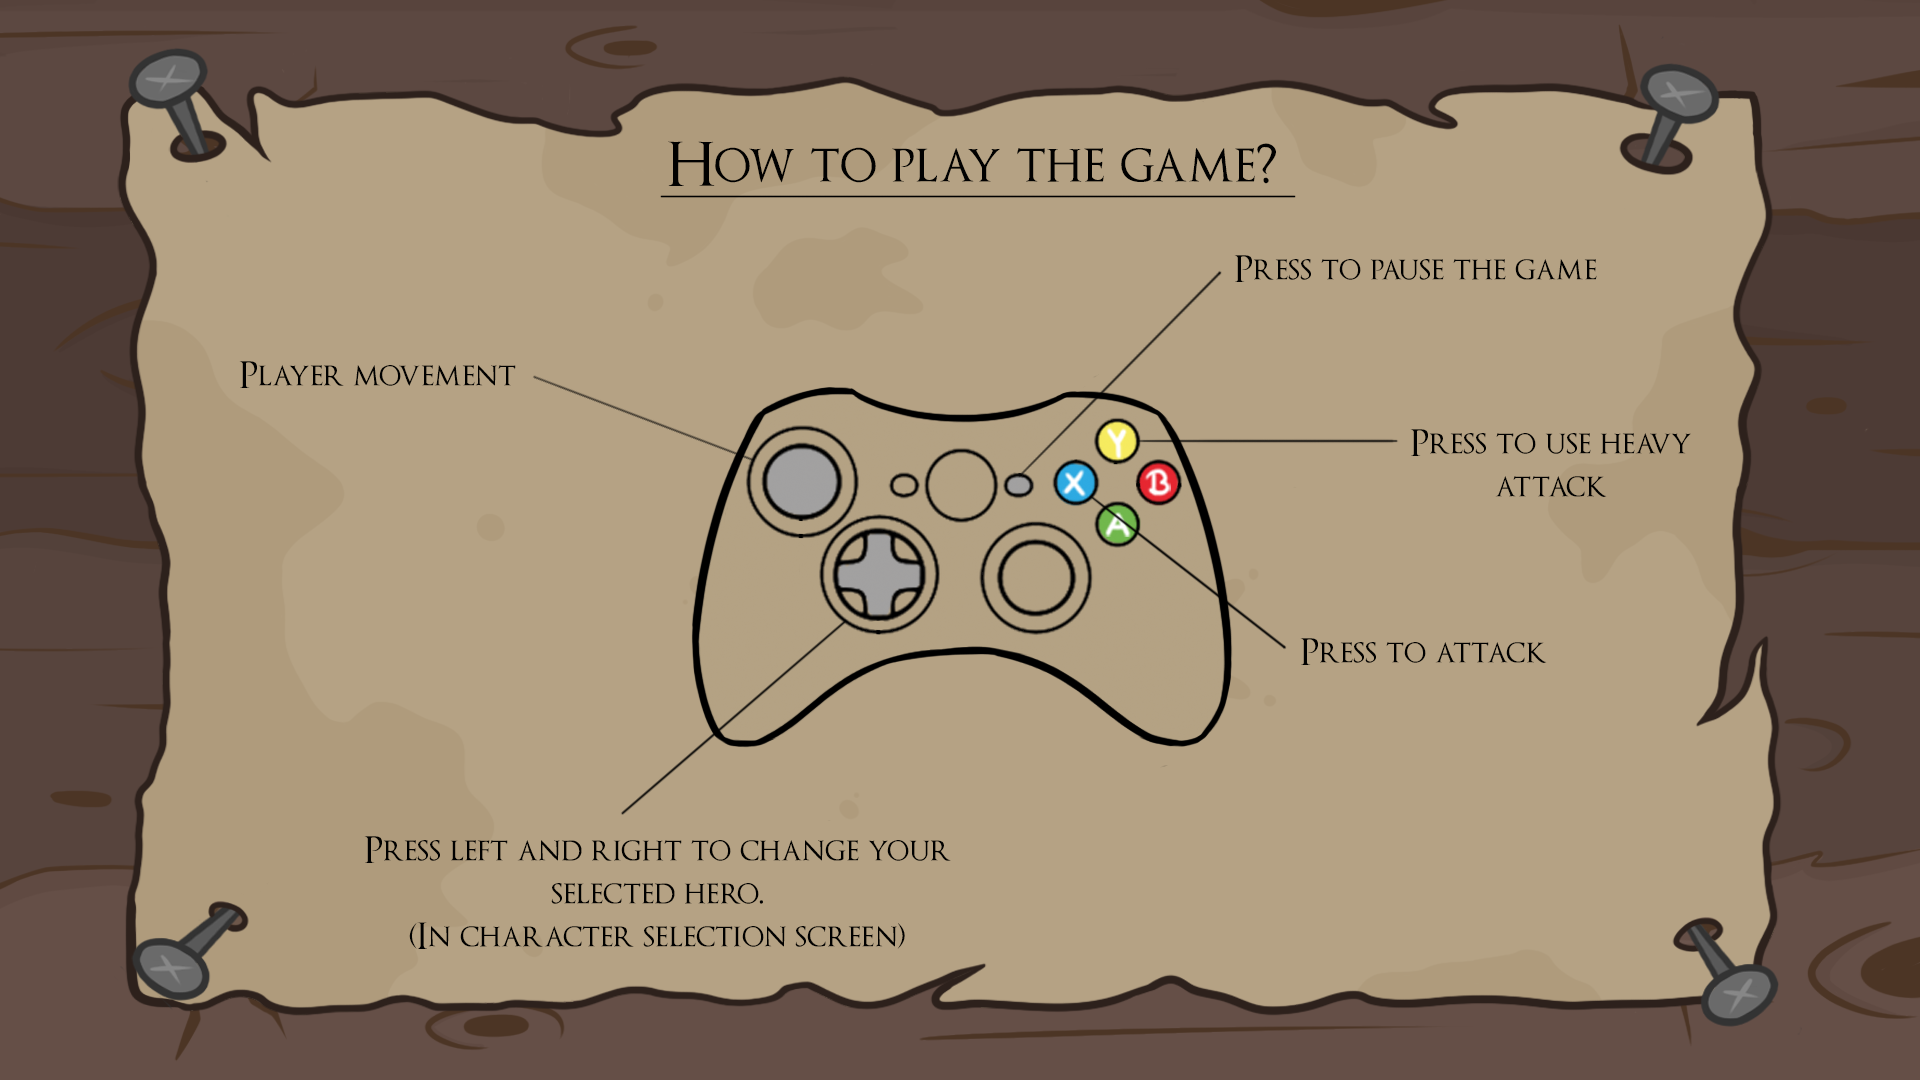 How to play the game?
Press to pause the game
Player movement
Press to use heavy
attack
Y
X
B
A
Press to attack
Press left and right to change your
selected hero.
(In character selection screen)